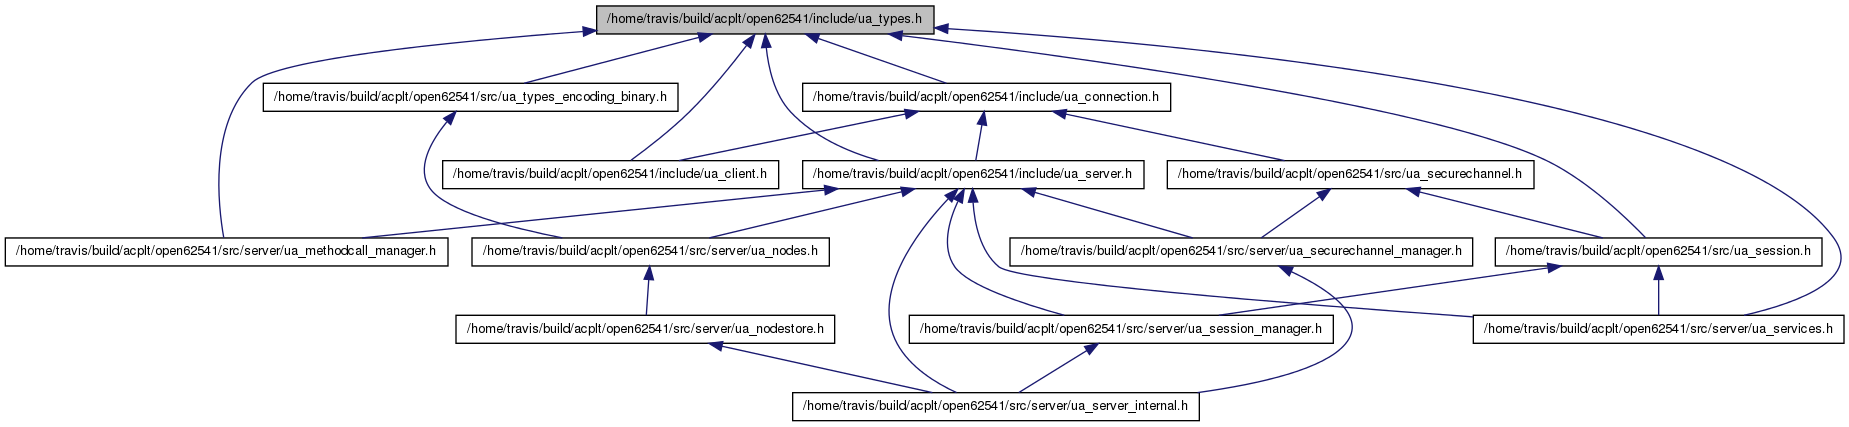 /home/travis/build/acplt/open62541/include/ua_types.h
/home/travis/build/acplt/open62541/src/ua_types_encoding_binary.h
/home/travis/build/acplt/open62541/include/ua_connection.h
/home/travis/build/acplt/open62541/include/ua_client.h
/home/travis/build/acplt/open62541/include/ua_server.h
/home/travis/build/acplt/open62541/src/ua_securechannel.h
/home/travis/build/acplt/open62541/src/server/ua_methodcall_manager.h
/home/travis/build/acplt/open62541/src/server/ua_nodes.h
/home/travis/build/acplt/open62541/src/server/ua_securechannel_manager.h
/home/travis/build/acplt/open62541/src/ua_session.h
/home/travis/build/acplt/open62541/src/server/ua_nodestore.h
/home/travis/build/acplt/open62541/src/server/ua_session_manager.h
/home/travis/build/acplt/open62541/src/server/ua_services.h
/home/travis/build/acplt/open62541/src/server/ua_server_internal.h